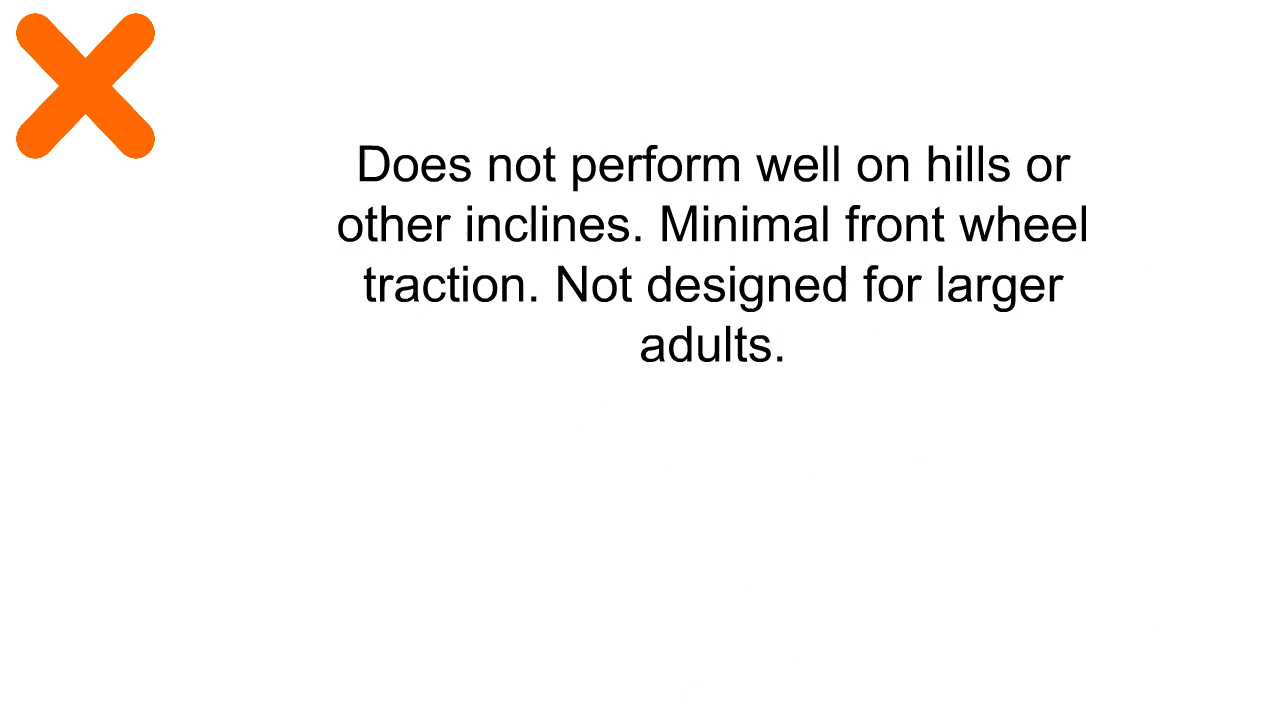 Does not perform well on hills or
other inclines. Minimal front wheel
traction. Not designed for larger
adults.